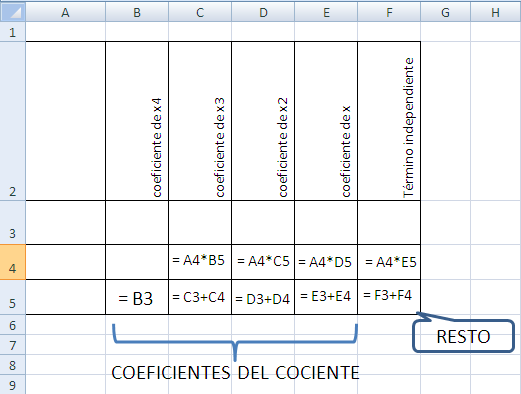 A B C D E F G H
1
2 coeficiente de x4 coeficiente de x3 coeficiente de x2 coeficiente de x Término independiente
3
4 = A4*B5 = A4*C5 = A4*D5 = A4*E5
5 = B3 = C3+C4 = D3+D4 = E3+E4 = F3+F4
6
7 RESTO
8 COEFICIENTES DEL COCIENTE
9